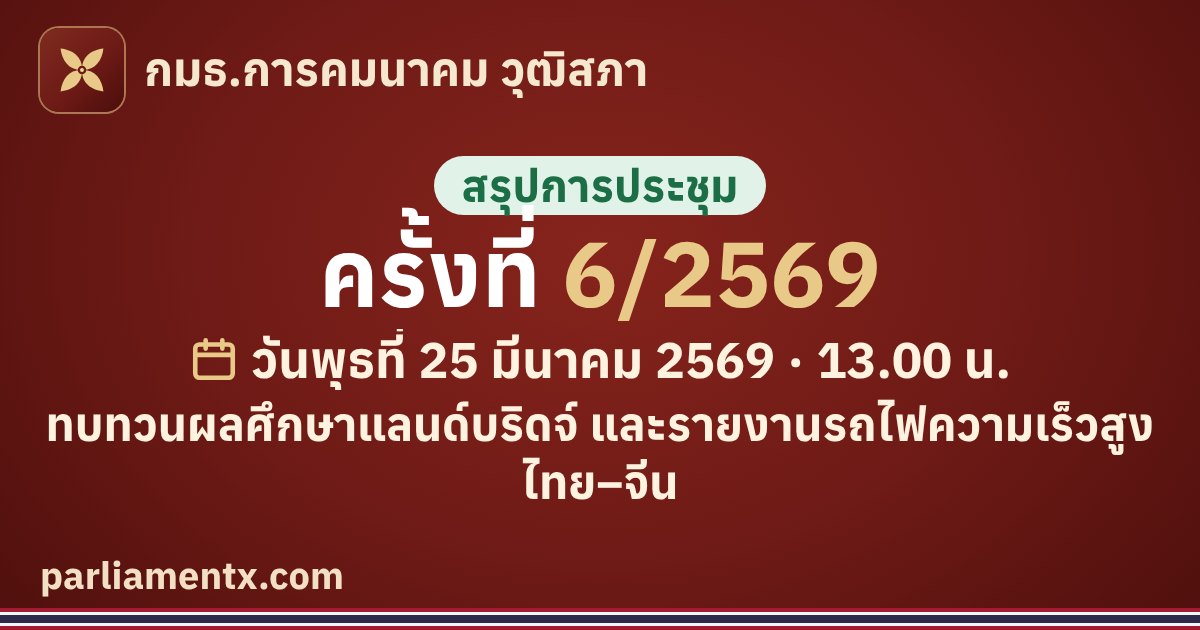 กมธ.การคมนาคม วุฒิสภา
สรุปการประชุม
ครั้งที่ 6/2569
วันพุธที่ 25 มีนาคม 2569 · 13.00 น.
ทบทวนผลศึกษาแลนด์บริดจ์ และรายงานรถไฟความเร็วสูง
ไทย–จีน
parliamentx.com